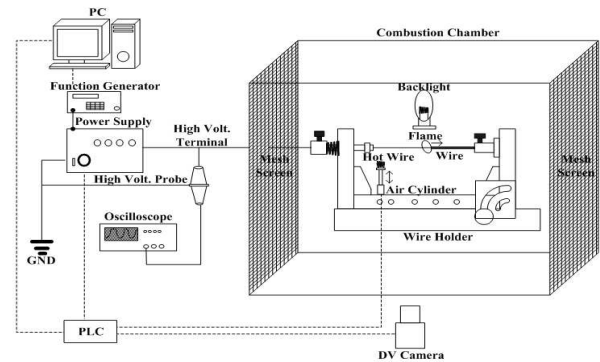 PC
Combustion Chamber
Function Generator
Backlight
Power Supply
High Volt.
Terminal
Flame
Mesh
Screen
Hot Wire
Wire
Mesh
Screen
High Volt. Probe
Air Cylinder
Oscilloscope
Wire Holder
GND
PLC
DV Camera